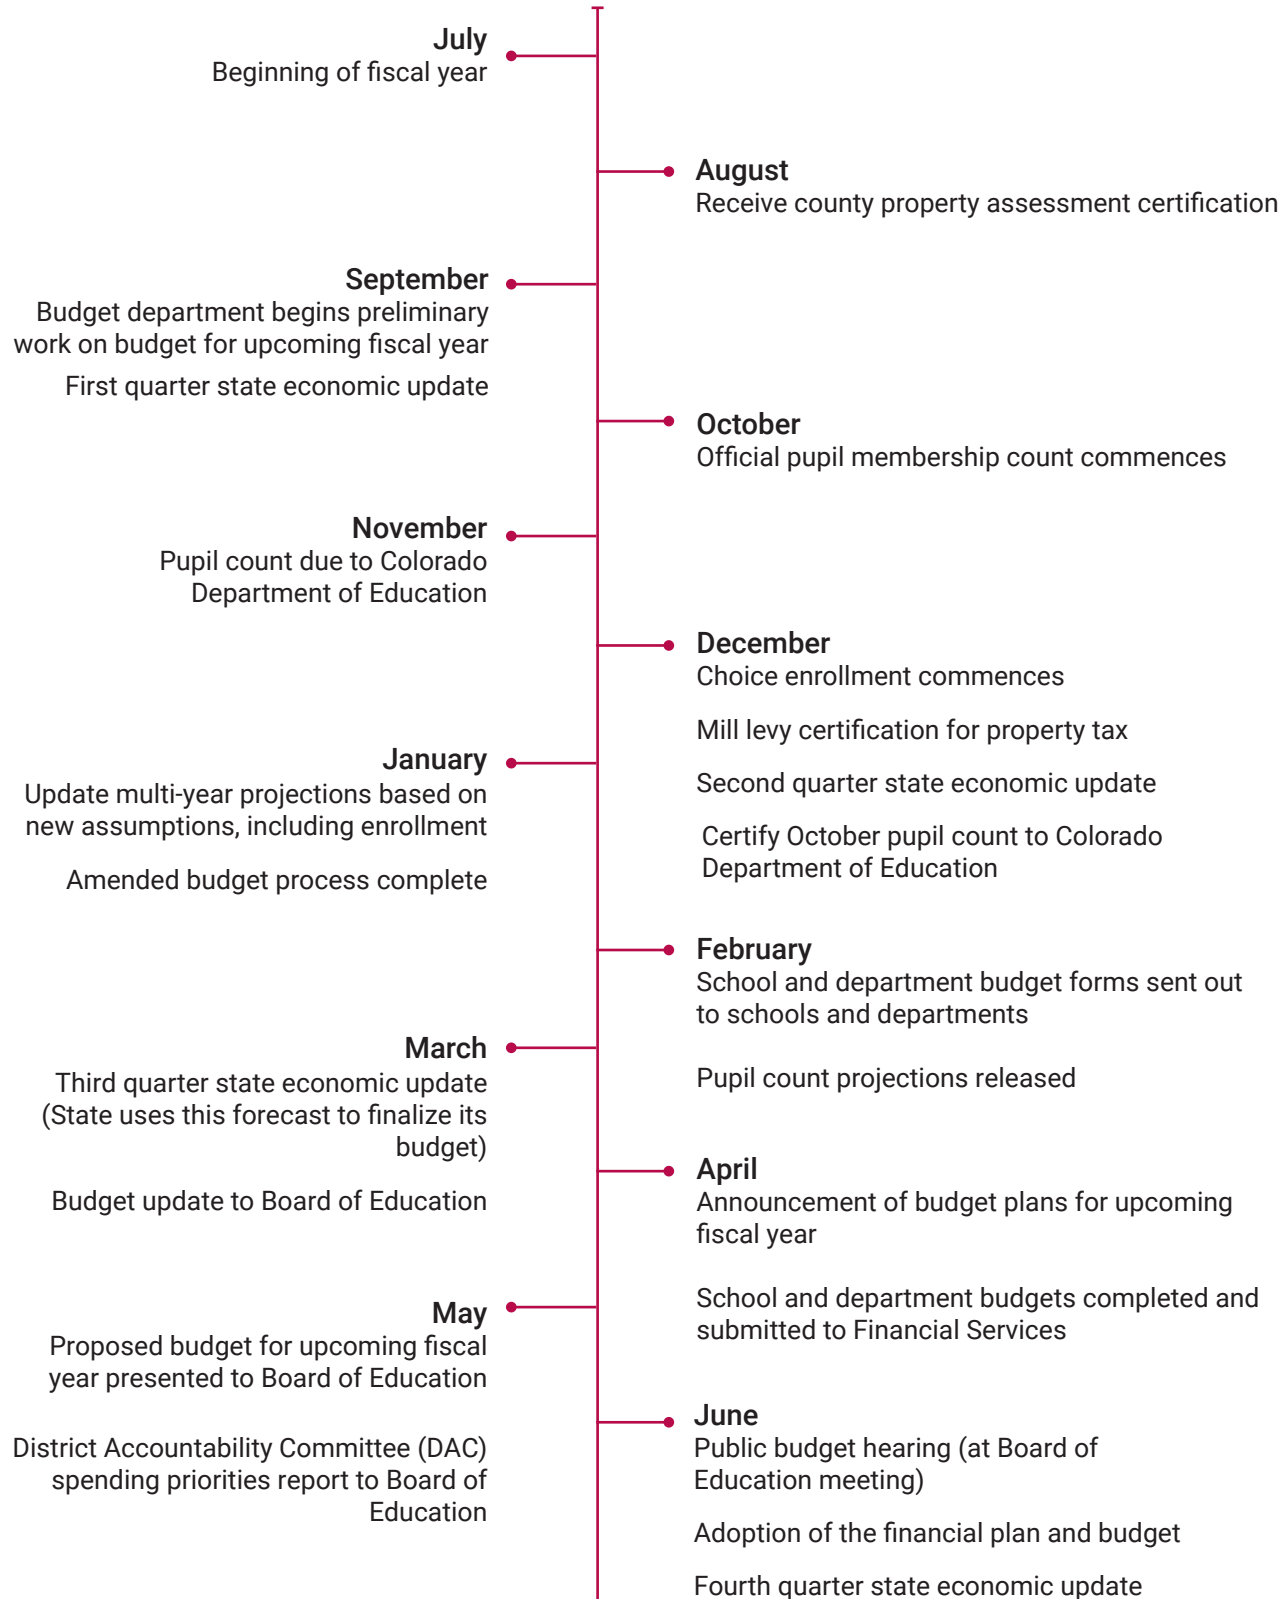 July
Beginning of fiscal year
August
Receive county property assessment certification
September
Budget department begins preliminary
work on budget for upcoming fiscal year
First quarter state economic update
October
Official pupil membership count commences
November
Pupil count due to Colorado
Department of Education
December
Choice enrollment commences
Mill levy certification for property tax
Second quarter state economic update
Certify October pupil count to Colorado
Department of Education
January
Update multi-year projections based on
new assumptions, including enrollment
Amended budget process complete
February
School and department budget forms sent out
to schools and departments
Pupil count projections released
March
Third quarter state economic update
(State uses this forecast to finalize its
budget)
Budget update to Board of Education
April
Announcement of budget plans for upcoming
fiscal year
School and department budgets completed and
submitted to Financial Services
May
Proposed budget for upcoming fiscal
year presented to Board of Education
District Accountability Committee (DAC)
spending priorities report to Board of
Education
June
Public budget hearing (at Board of
Education meeting)
Adoption of the financial plan and budget
Fourth quarter state economic update